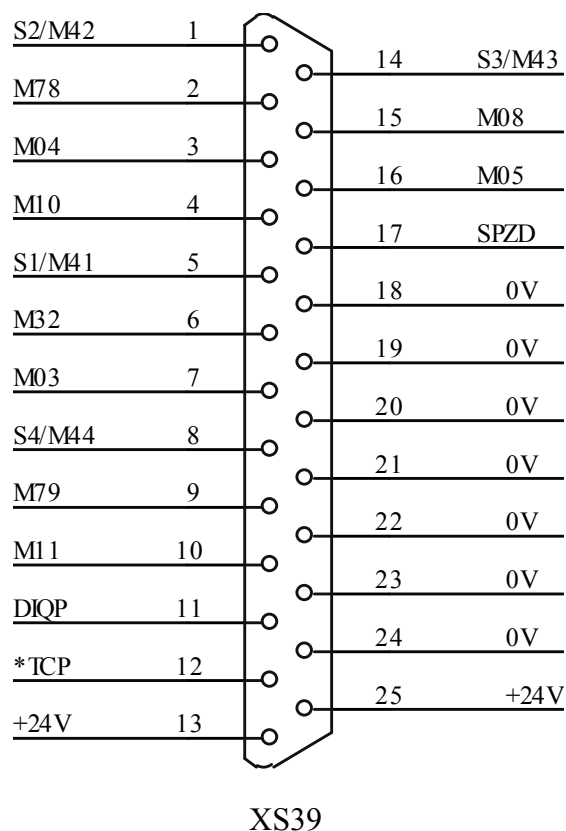 S2/M42 1
14 S3/M43
M78 2
15 M08
M04 3
16 M05
M10 4
17 SPZD
S1/M41 5
18 0V
M32 6
19 0V
M03 7
20 0V
S4/M44 8
21 0V
M79 9
22 0V
M11 10
23 0V
DIQP 11
24 0V
*TCP 12
25 +24V
+24V 13
XS39